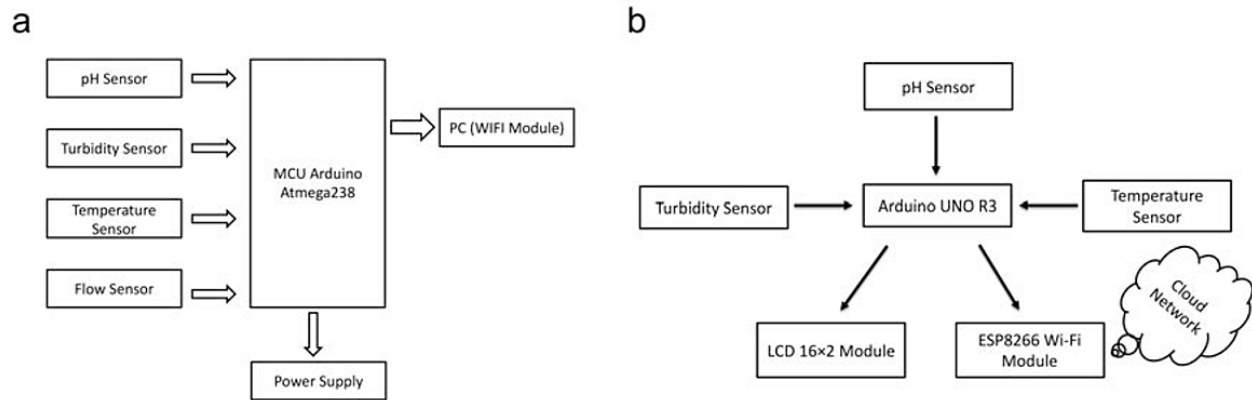 a
pH Sensor
Turbidity Sensor
Temperature
Sensor
Flow Sensor
MCU Arduino
Atmega238
PC (WIFI Module)
Power Supply
b
pH Sensor
Turbidity Sensor
Arduino UNO R3
Temperature
Sensor
LCD 16×2 Module
ESP8266 Wi-Fi
Module
Cloud
Network